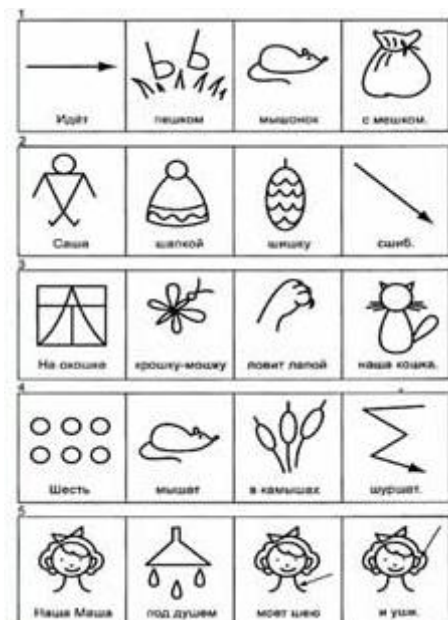 1
Идёт пешком мышонок с мешком.
2
Саша шапкой шишку сшиб.
3
На окошке крошку-мошку ловит лапой наша кошка.
4
Шесть мышат в камышах шуршат.
5
Наша Маша под душем моет шею и уши.